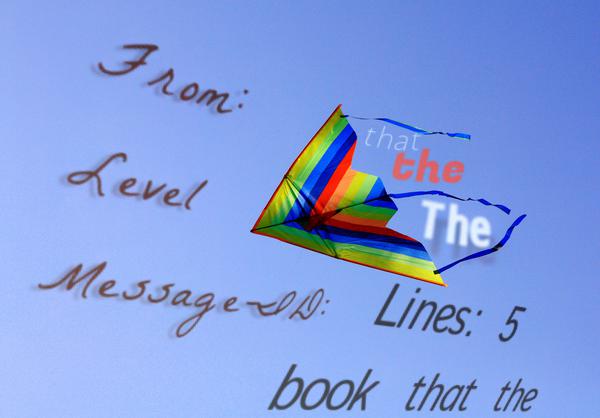 From:
that
the
Level
The
Message-ID:
Lines: 5
book that the